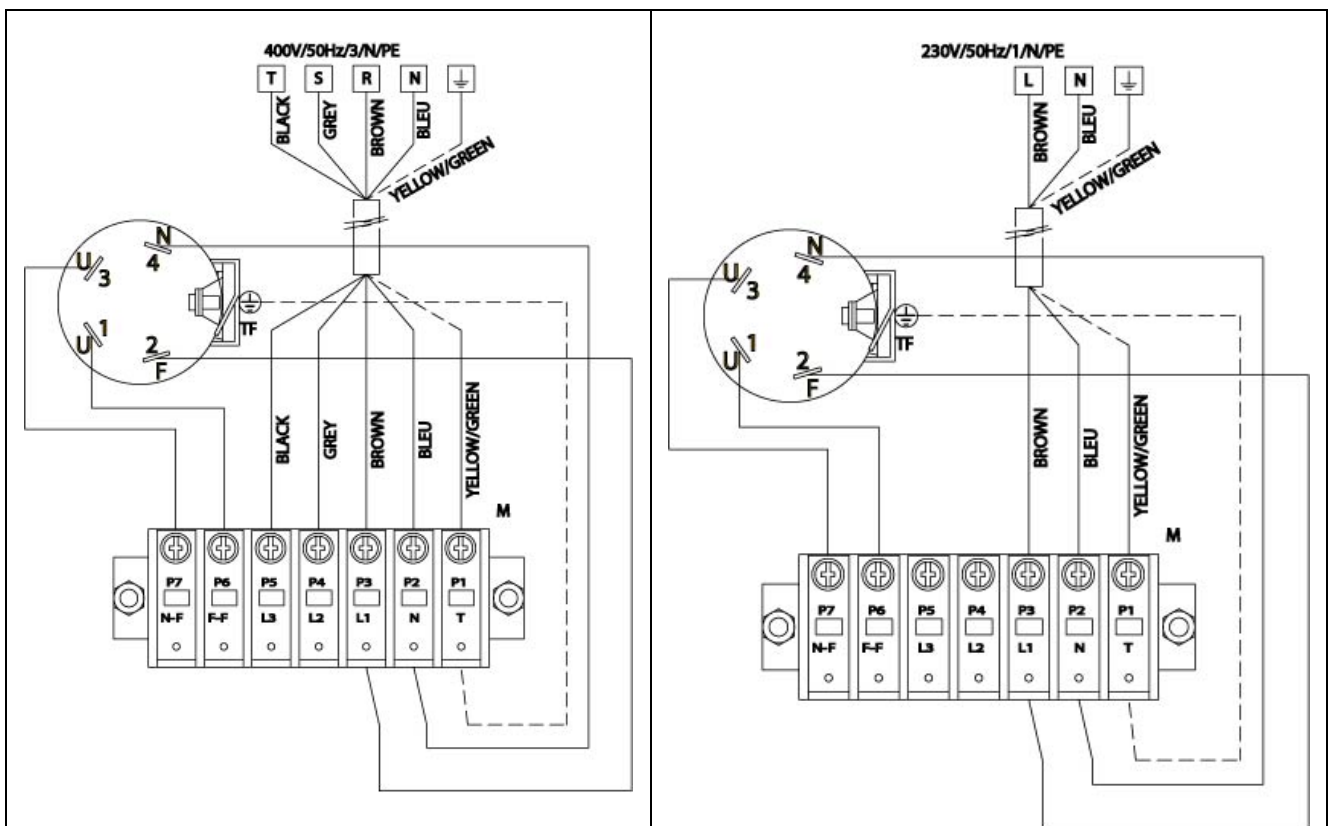 400V/50Hz/3/N/PE
T S R N
BLACK
GREY
BROWN
BLEU
YELLOW/GREEN
N
4
U
3
1
U
2
F
TF
BLACK
GREY
BROWN
BLEU
YELLOW/GREEN
M
P7 P6 P5 P4 P3 P2 P1
N-F F-F L3 L2 L1 N T
230V/50Hz/1/N/PE
L N
BROWN
BLEU
YELLOW/GREEN
N
4
U
3
1
U
2
F
TF
BROWN
BLEU
YELLOW/GREEN
M
P7 P6 P5 P4 P3 P2 P1
N-F F-F L3 L2 L1 N T